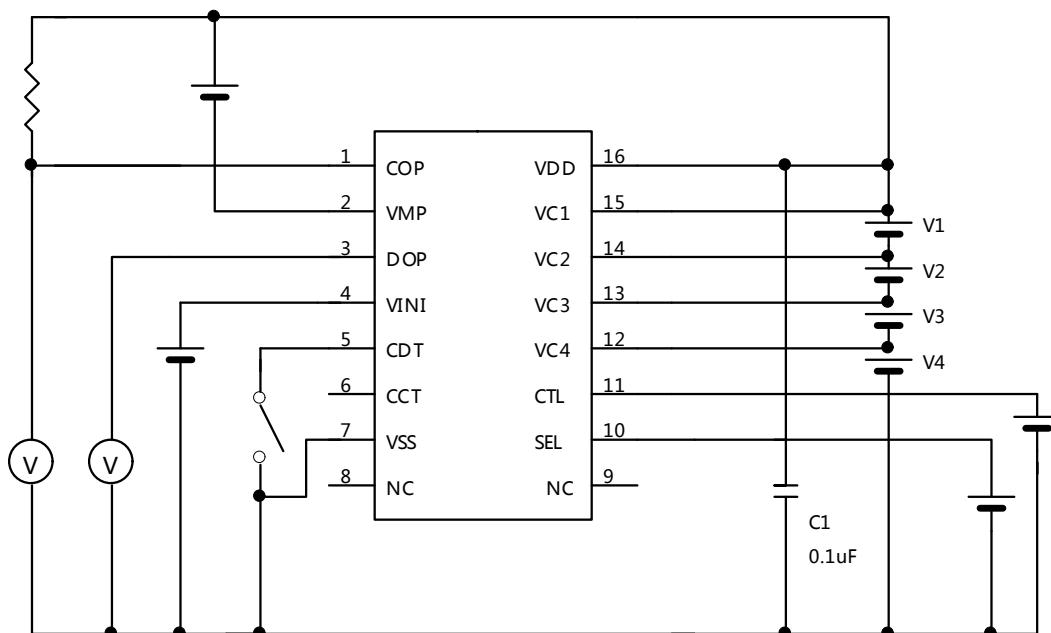 1 COP VDD 16
2 VMP VC1 15
V1
3 DOP VC2 14
V2
4 VINI VC3 13
V3
5 CDT VC4 12
V4
6 CCT CTL 11
7 VSS SEL 10
V V
8 NC NC 9
C1
0.1uF